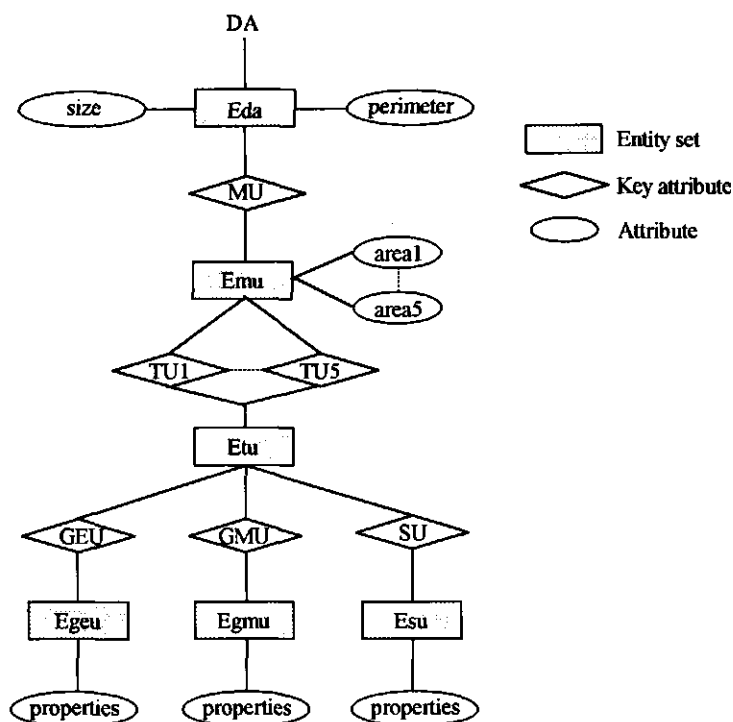 DA
size
Eda
perimeter
Entity set
MU
Key attribute
Attribute
Emu
area1
area5
TU1
TU5
Etu
GEU
GMU
SU
Egeu
Egmu
Esu
properties
properties
properties